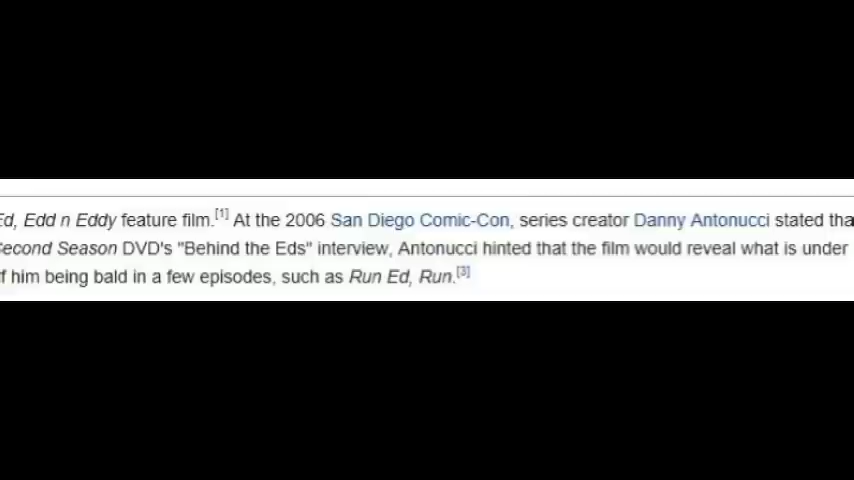 Ed, Edd n Eddy feature film.[1] At the 2006 San Diego Comic-Con, series creator Danny Antonucci stated tha
Second Season DVD's "Behind the Eds" interview, Antonucci hinted that the film would reveal what is under
f him being bald in a few episodes, such as Run Ed, Run.[3]